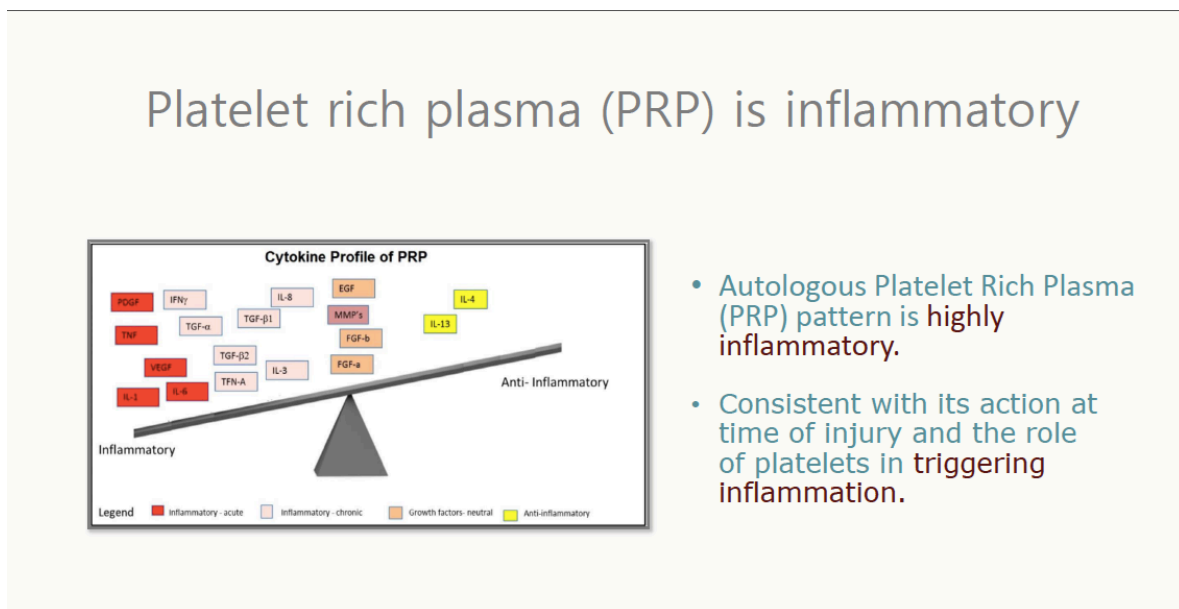 Platelet rich plasma (PRP) is inflammatory
Cytokine Profile of PRP
PDGF
IFNγ
IL-8
EGF
IL-4
TNF
TGF-α
TGF-β1
MMP's
IL-13
VEGF
TGF-β2
FGF-b
IL-1
IL-6
TFN-A
IL-3
FGF-a
Anti- Inflammatory
Inflammatory
Legend
Inflammatory - acute
Inflammatory - chronic
Growth factors- neutral
Anti-inflammatory
• Autologous Platelet Rich Plasma
(PRP) pattern is highly
inflammatory.
• Consistent with its action at
time of injury and the role
of platelets in triggering
inflammation.